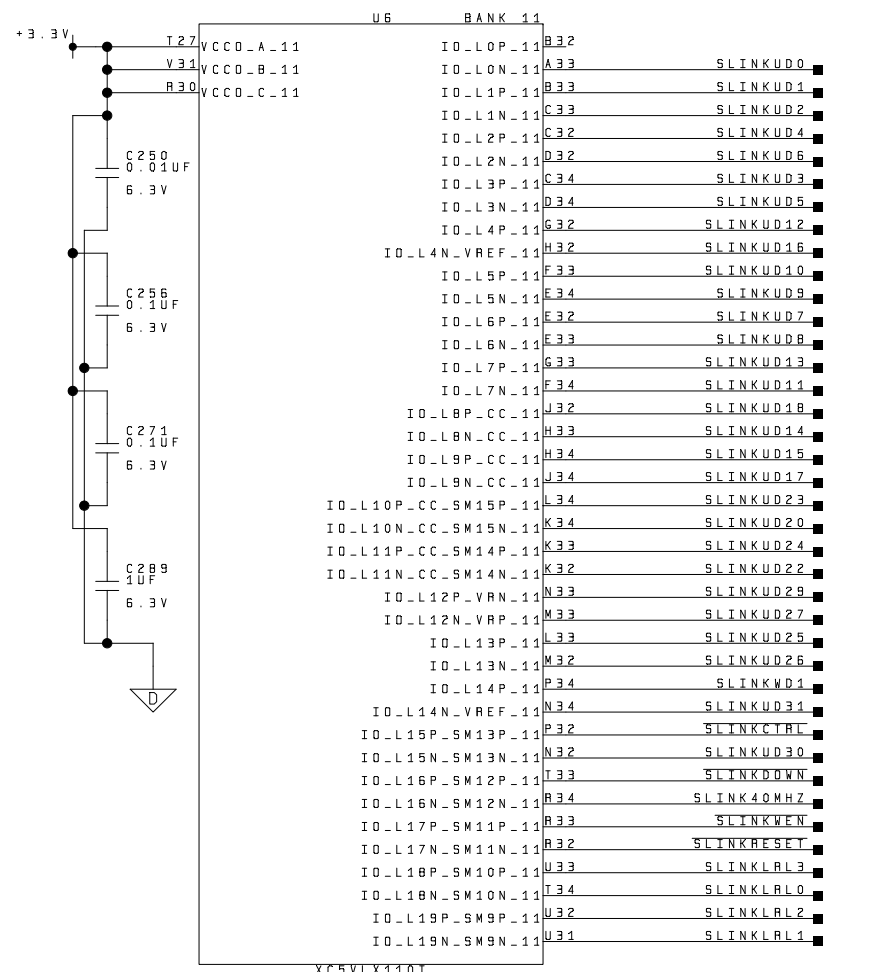 U6 BANK 11
+3.3V T27 VCCO_A_11 IO_L0P_11 B32
V31 VCCO_B_11 IO_L0N_11 A33 SLINKUD0
R30 VCCO_C_11 IO_L1P_11 B33 SLINKUD1
IO_L1N_11 C33 SLINKUD2
IO_L2P_11 C32 SLINKUD4
C250
0.01UF
6.3V
IO_L2N_11 D32 SLINKUD6
IO_L3P_11 C34 SLINKUD3
IO_L3N_11 D34 SLINKUD5
IO_L4P_11 G32 SLINKUD12
IO_L4N_VREF_11 H32 SLINKUD16
IO_L5P_11 F33 SLINKUD10
C256
0.1UF
6.3V
IO_L5N_11 E34 SLINKUD9
IO_L6P_11 E32 SLINKUD7
IO_L6N_11 E33 SLINKUD8
IO_L7P_11 G33 SLINKUD13
IO_L7N_11 F34 SLINKUD11
IO_L8P_CC_11 J32 SLINKUD18
C271
0.1UF
6.3V
IO_L8N_CC_11 H33 SLINKUD14
IO_L9P_CC_11 H34 SLINKUD15
IO_L9N_CC_11 J34 SLINKUD17
IO_L10P_CC_SM15P_11 L34 SLINKUD23
IO_L10N_CC_SM15N_11 K34 SLINKUD20
IO_L11P_CC_SM14P_11 K33 SLINKUD24
C289
1UF
6.3V
IO_L11N_CC_SM14N_11 K32 SLINKUD22
IO_L12P_VRN_11 N33 SLINKUD29
IO_L12N_VRP_11 M33 SLINKUD27
IO_L13P_11 L33 SLINKUD25
IO_L13N_11 M32 SLINKUD26
D
IO_L14P_11 P34 SLINKWD1
IO_L14N_VREF_11 N34 SLINKUD31
IO_L15P_SM13P_11 P32 SLINKCTRL
IO_L15N_SM13N_11 N32 SLINKUD30
IO_L16P_SM12P_11 T33 SLINKDOWN
IO_L16N_SM12N_11 R34 SLINK40MHZ
IO_L17P_SM11P_11 R33 SLINKWEN
IO_L17N_SM11N_11 R32 SLINKRESET
IO_L18P_SM10P_11 U33 SLINKLRL3
IO_L18N_SM10N_11 T34 SLINKLRL0
IO_L19P_SM9P_11 U32 SLINKLRL2
IO_L19N_SM9N_11 U31 SLINKLRL1
XC5VLX110T